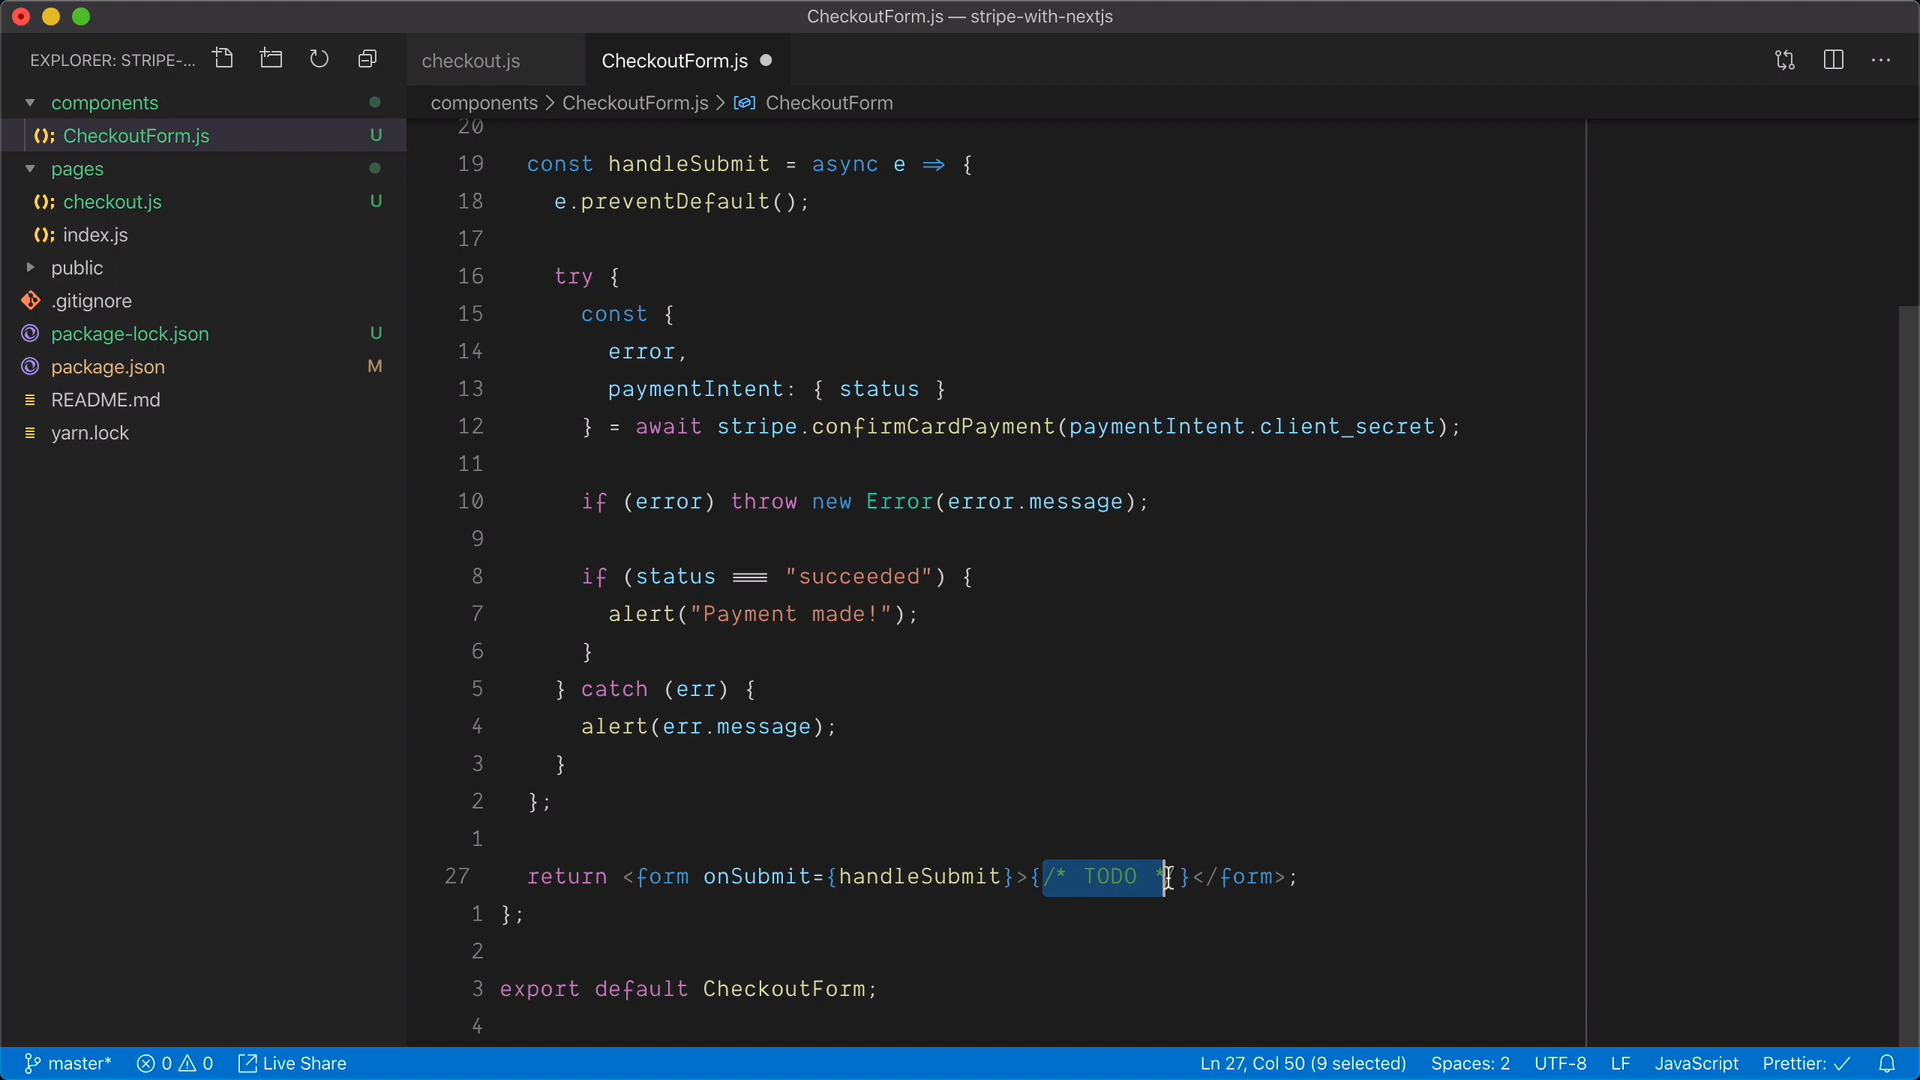 CheckoutForm.js — stripe-with-nextjs
EXPLORER: STRIPE-...
checkout.js
CheckoutForm.js
components > CheckoutForm.js > CheckoutForm
components
CheckoutForm.js U
pages
checkout.js U
index.js
public
.gitignore
package-lock.json U
package.json M
README.md
yarn.lock
20
19 const handleSubmit = async e => {
18 e.preventDefault();
17
16 try {
15 const {
14 error,
13 paymentIntent: { status }
12 } = await stripe.confirmCardPayment(paymentIntent.client_secret);
11
10 if (error) throw new Error(error.message);
9
8 if (status === "succeeded") {
7 alert("Payment made!");
6 }
5 } catch (err) {
4 alert(err.message);
3 }
2 };
1
27 return <form onSubmit={handleSubmit}>{/* TODO */}</form>;
1 };
2
3 export default CheckoutForm;
4
master* 0 0 Live Share
Ln 27, Col 50 (9 selected) Spaces: 2 UTF-8 LF JavaScript Prettier: ✓